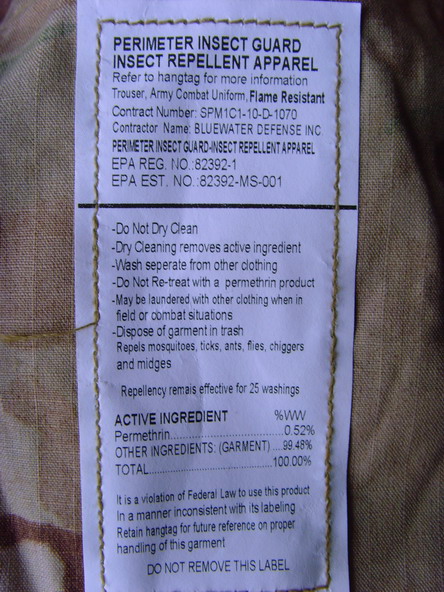 PERIMETER INSECT GUARD
INSECT REPELLENT APPAREL
Refer to hangtag for more information
Trouser, Army Combat Uniform, Flame Resistant
Contract Number: SPM1C1-10-D-1070
Contractor Name: BLUEWATER DEFENSE INC
PERIMETER INSECT GUARD-INSECT REPELLENT APPAREL
EPA REG. NO.:82392-1
EPA EST. NO.:82392-MS-001
-Do Not Dry Clean
-Dry Cleaning removes active ingredient
-Wash seperate from other clothing
-Do Not Re-treat with a permethrin product
-May be laundered with other clothing when in
field or combat situations
-Dispose of garment in trash
Repels mosquitoes, ticks, ants, flies, chiggers
and midges
Repellency remais effective for 25 washings
ACTIVE INGREDIENT %WW
Permethrin..............................0.52%
OTHER INGREDIENTS: (GARMENT) ....99.48%
TOTAL..............................100.00%
It is a violation of Federal Law to use this product
In a manner inconsistent with its labeling
Retain hangtag for future reference on proper
handling of this garment
DO NOT REMOVE THIS LABEL